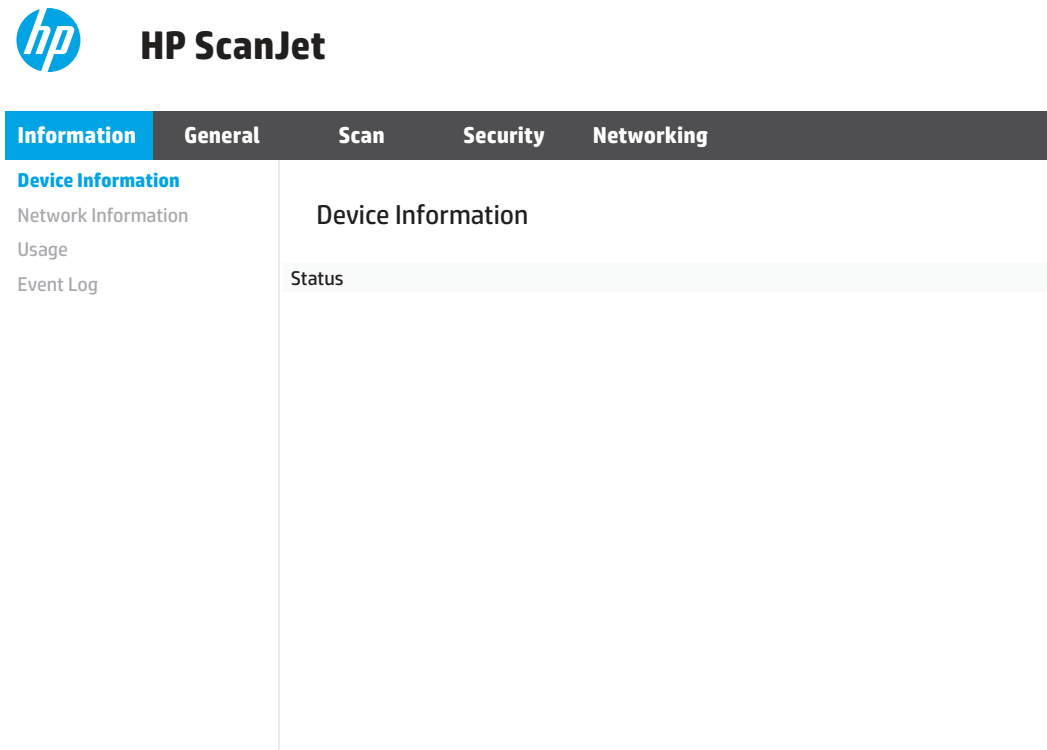 hp
HP ScanJet
Information General Scan Security Networking
Device Information
Network Information
Usage
Event Log
Device Information
Status